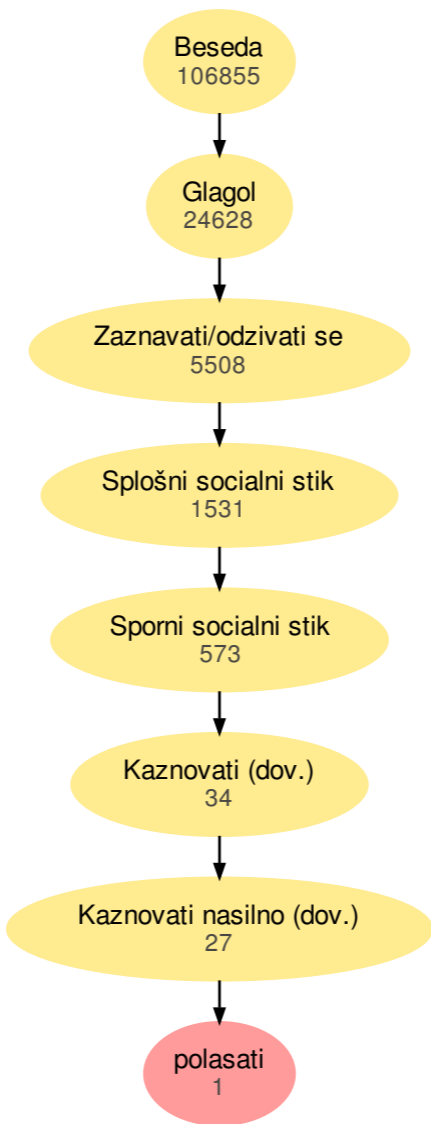 Beseda
106855
Glagol
24628
Zaznavati/odzivati se
5508
Splošni socialni stik
1531
Sporni socialni stik
573
Kaznovati (dov.)
34
Kaznovati nasilno (dov.)
27
polasati
1